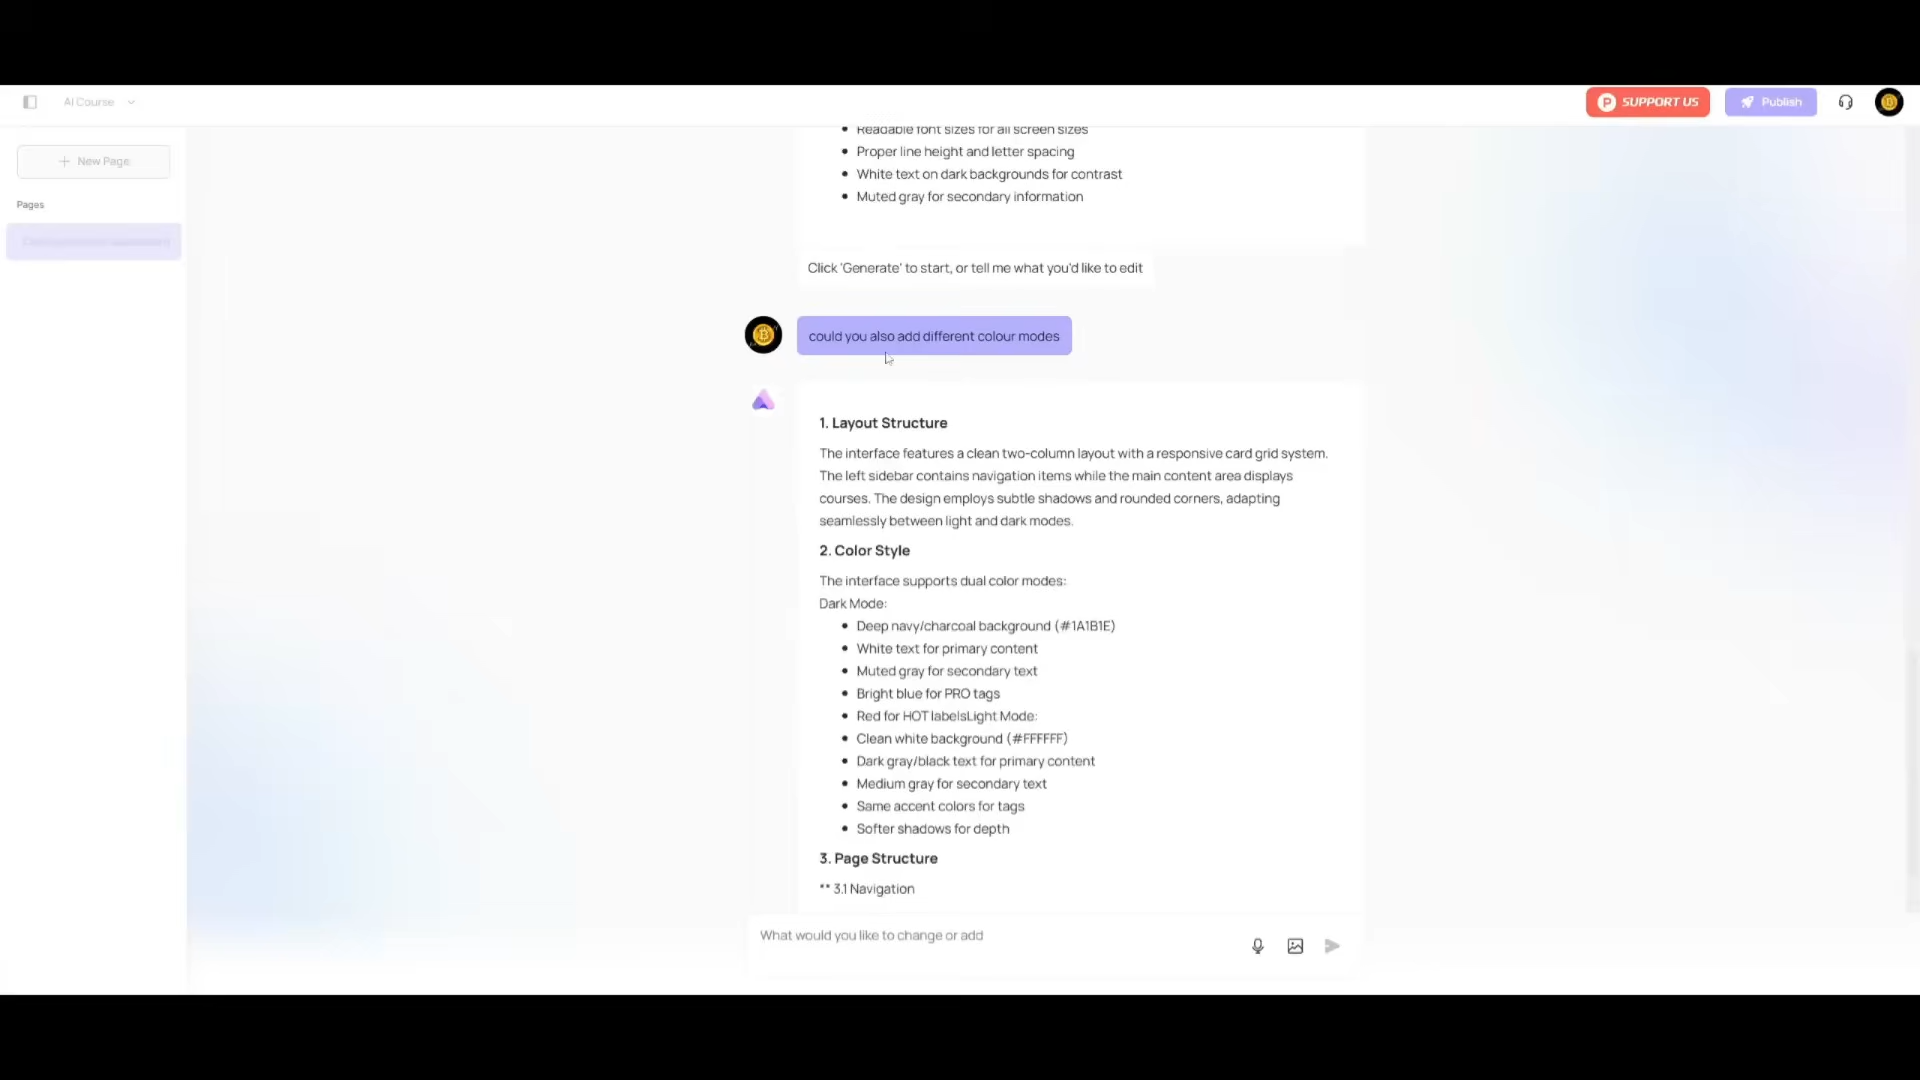 AI Course
SUPPORT US
Publish
New Page
Pages
Readable font sizes for all screen sizes
Proper line height and letter spacing
White text on dark backgrounds for contrast
Muted gray for secondary information
Click 'Generate' to start, or tell me what you'd like to edit
could you also add different colour modes
1. Layout Structure
The interface features a clean two-column layout with a responsive card grid system.
The left sidebar contains navigation items while the main content area displays
courses. The design employs subtle shadows and rounded corners, adapting
seamlessly between light and dark modes.
2. Color Style
The interface supports dual color modes:
Dark Mode:
Deep navy/charcoal background (#1A1B1E)
White text for primary content
Muted gray for secondary text
Bright blue for PRO tags
Red for HOT labelsLight Mode:
Clean white background (#FFFFFF)
Dark gray/black text for primary content
Medium gray for secondary text
Same accent colors for tags
Softer shadows for depth
3. Page Structure
** 3.1 Navigation
What would you like to change or add